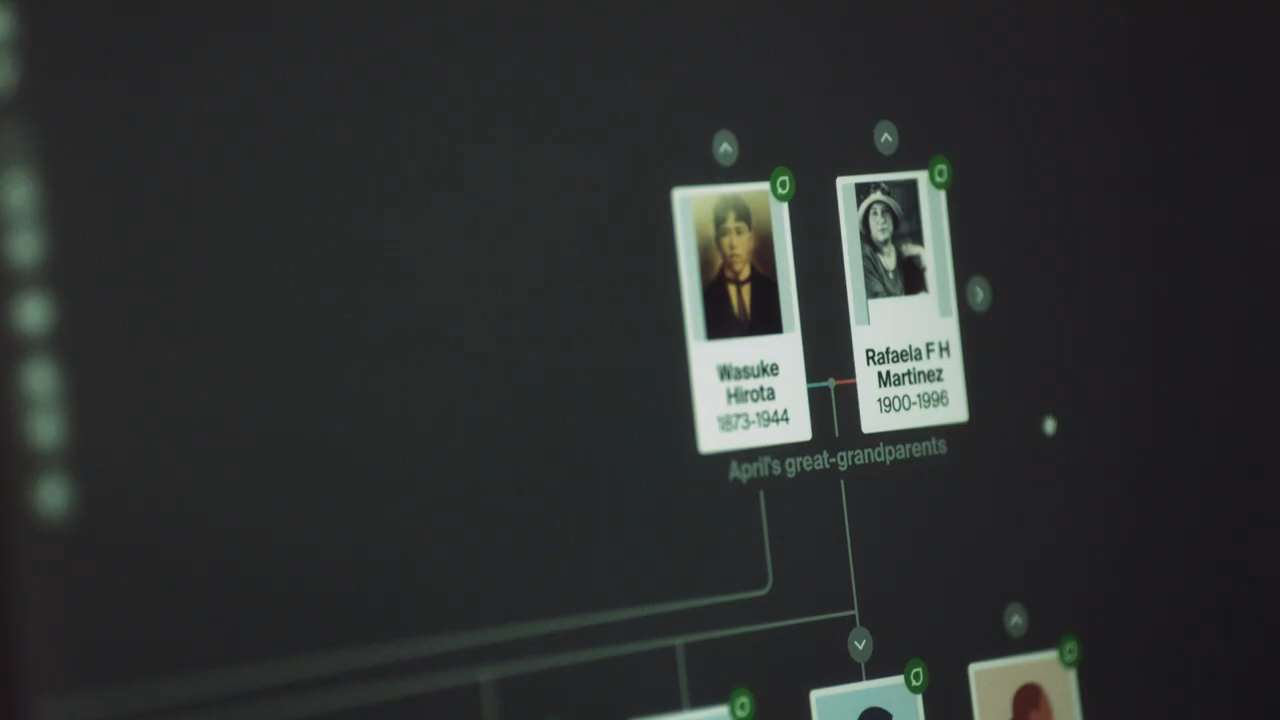 Wasuke
Hirota
1873-1944
Rafaela F H
Martinez
1900-1996
April's great-grandparents